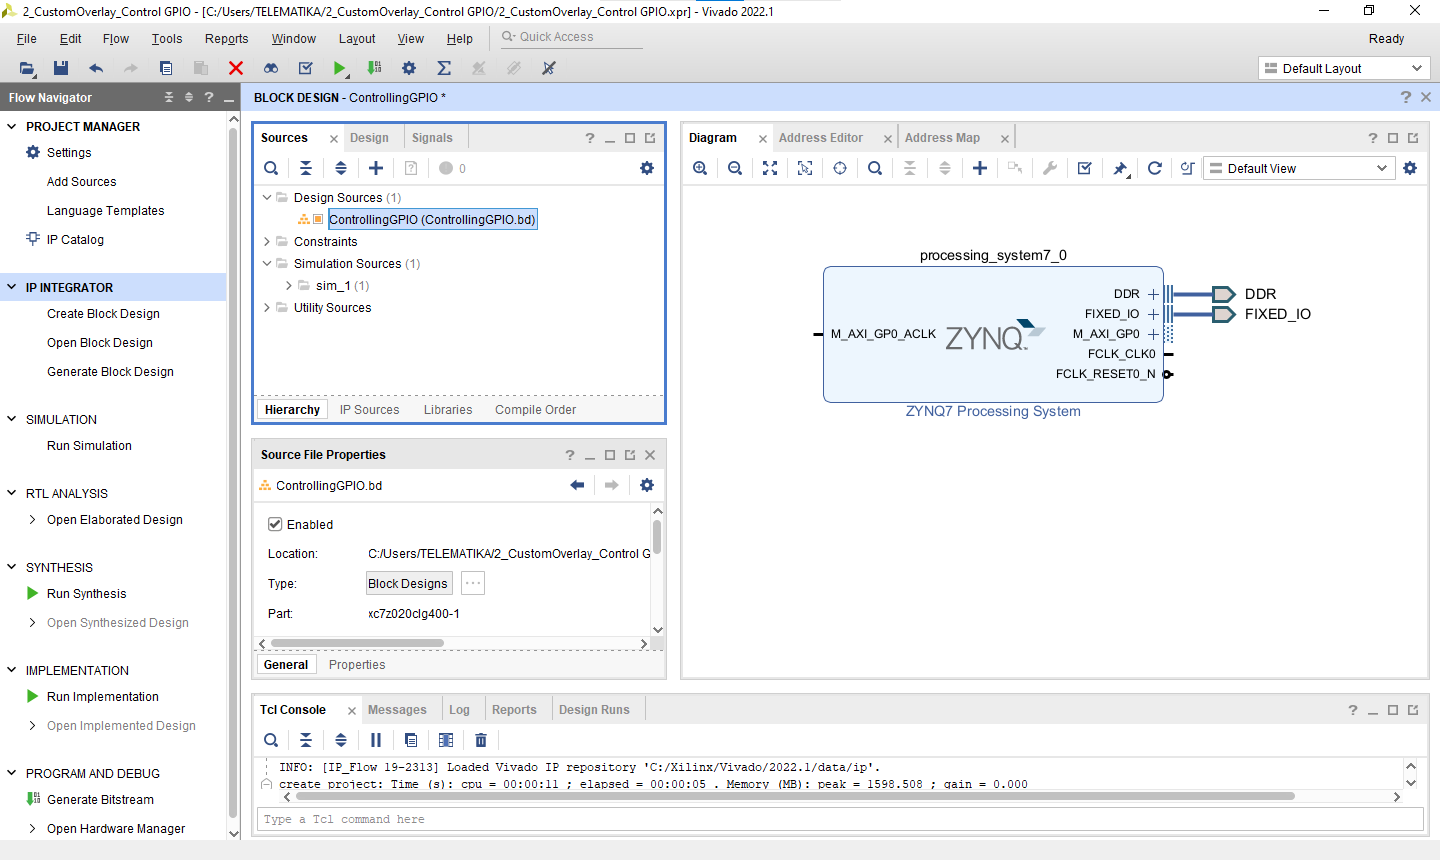 2_CustomOverlay_Control GPIO - [C:/Users/TELEMATIKA/2_CustomOverlay_Control GPIO/2_CustomOverlay_Control GPIO.xpr] - Vivado 2022.1
File Edit Flow Tools Reports Window Layout View Help Quick Access Ready
Default Layout
Flow Navigator
PROJECT MANAGER
Settings
Add Sources
Language Templates
IP Catalog
IP INTEGRATOR
Create Block Design
Open Block Design
Generate Block Design
SIMULATION
Run Simulation
RTL ANALYSIS
Open Elaborated Design
SYNTHESIS
Run Synthesis
Open Synthesized Design
IMPLEMENTATION
Run Implementation
Open Implemented Design
PROGRAM AND DEBUG
Generate Bitstream
Open Hardware Manager
BLOCK DESIGN - ControllingGPIO *
Sources Design Signals
0
Design Sources (1)
ControllingGPIO (ControllingGPIO.bd)
Constraints
Simulation Sources (1)
sim_1 (1)
Utility Sources
Hierarchy IP Sources Libraries Compile Order
Source File Properties
ControllingGPIO.bd
Enabled
Location: C:/Users/TELEMATIKA/2_CustomOverlay_Control G
Type: Block Designs ...
Part: xc7z020clg400-1
General Properties
Diagram Address Editor Address Map
Default View
processing_system7_0
DDR
FIXED_IO
M_AXI_GP0_ACLK ZYNQ M_AXI_GP0
FCLK_CLK0
FCLK_RESET0_N
DDR
FIXED_IO
ZYNQ7 Processing System
Tcl Console Messages Log Reports Design Runs
INFO: [IP_Flow 19-2313] Loaded Vivado IP repository 'C:/Xilinx/Vivado/2022.1/data/ip'.
create_project: Time (s): cpu = 00:00:11 ; elapsed = 00:00:05 . Memory (MB): peak = 1598.508 ; gain = 0.000
Type a Tcl command here